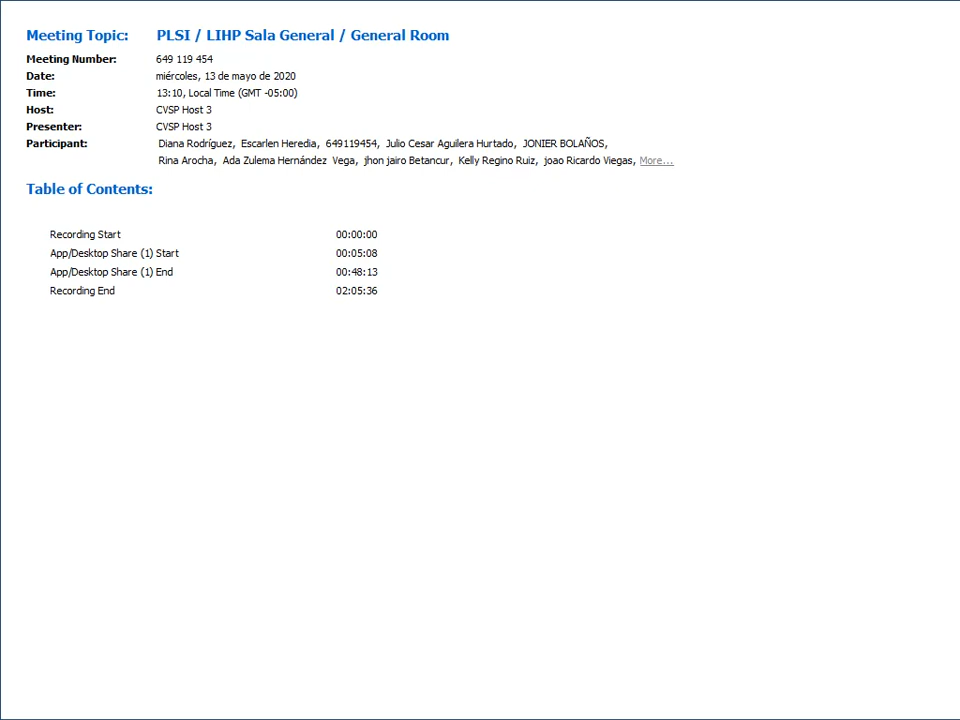 Meeting Topic: PLSI / LIHP Sala General / General Room
Meeting Number: 649 119 454
Date: miércoles, 13 de mayo de 2020
Time: 13:10, Local Time (GMT -05:00)
Host: CVSP Host 3
Presenter: CVSP Host 3
Participant: Diana Rodríguez, Escarlen Heredia, 649119454, Julio Cesar Aguilera Hurtado, JONIER BOLAÑOS,
Rina Arocha, Ada Zulema Hernández Vega, jhon jairo Betancur, Kelly Regino Ruiz, joao Ricardo Viegas, More...
Table of Contents:
Recording Start 00:00:00
App/Desktop Share (1) Start 00:05:08
App/Desktop Share (1) End 00:48:13
Recording End 02:05:36